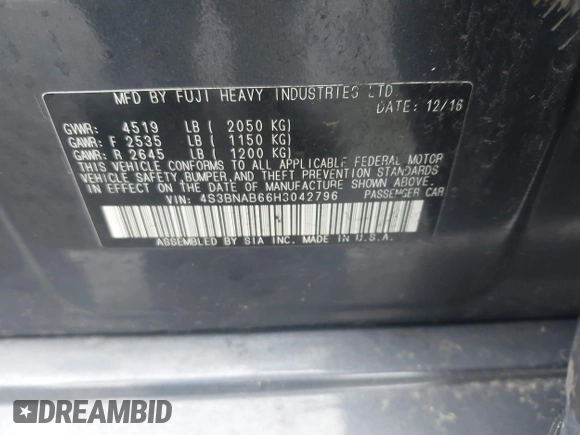 MFD BY FUJI HEAVY INDUSTRIES LTD.
DATE: 12/16
GVWR: 4519 LB ( 2050 KG)
GAWR: F 2535 LB ( 1150 KG)
GAWR: R 2645 LB ( 1200 KG)
THIS VEHICLE CONFORMS TO ALL APPLICABLE FEDERAL MOTOR
VEHICLE SAFETY, BUMPER, AND THEFT PREVENTION STANDARDS
IN EFFECT ON THE DATE OF MANUFACTURE SHOWN ABOVE.
VIN: 4S3BNAB66H3042796 PASSENGER CAR
ASSEMBLED BY SIA INC. MADE IN U.S.A.
DREAMBID